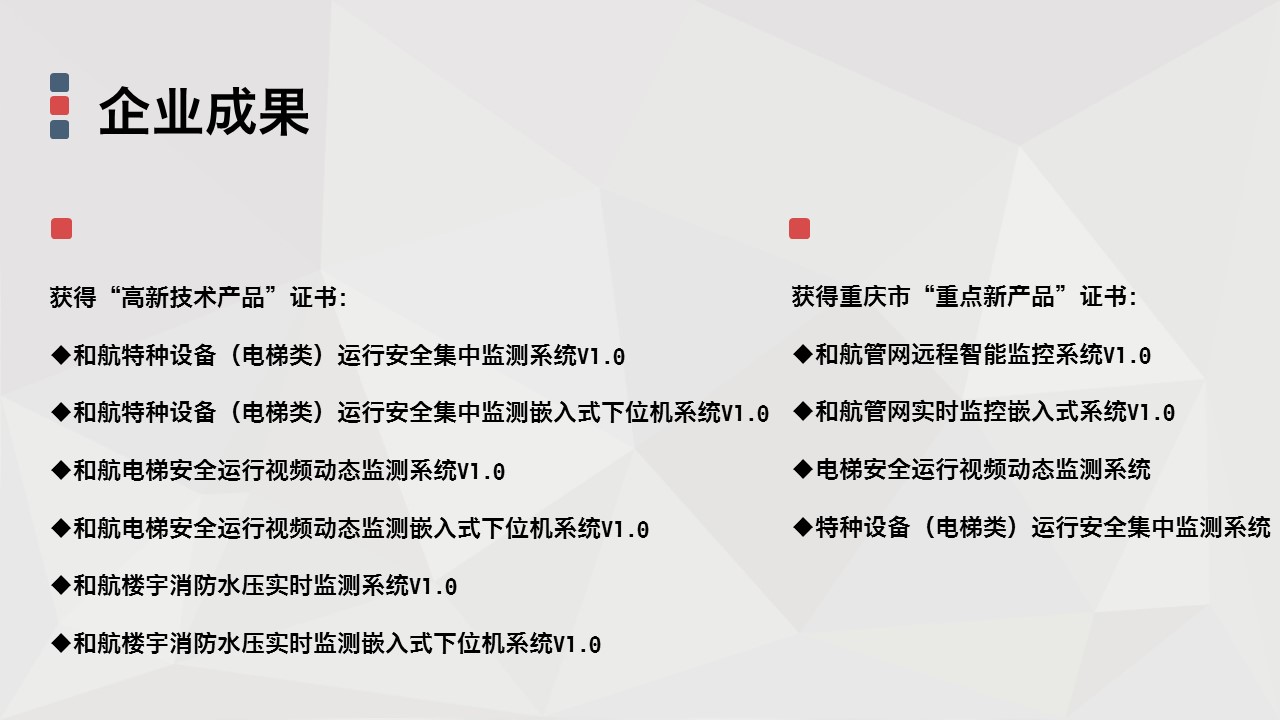 企业成果
获得“高新技术产品”证书：
◆和航特种设备（电梯类）运行安全集中监测系统V1.0
◆和航特种设备（电梯类）运行安全集中监测嵌入式下位机系统V1.0
◆和航电梯安全运行视频动态监测系统V1.0
◆和航电梯安全运行视频动态监测嵌入式下位机系统V1.0
◆和航楼宇消防水压实时监测系统V1.0
◆和航楼宇消防水压实时监测嵌入式下位机系统V1.0
获得重庆市“重点新产品”证书：
◆和航管网远程智能监控系统V1.0
◆和航管网实时监控嵌入式系统V1.0
◆电梯安全运行视频动态监测系统
◆特种设备（电梯类）运行安全集中监测系统